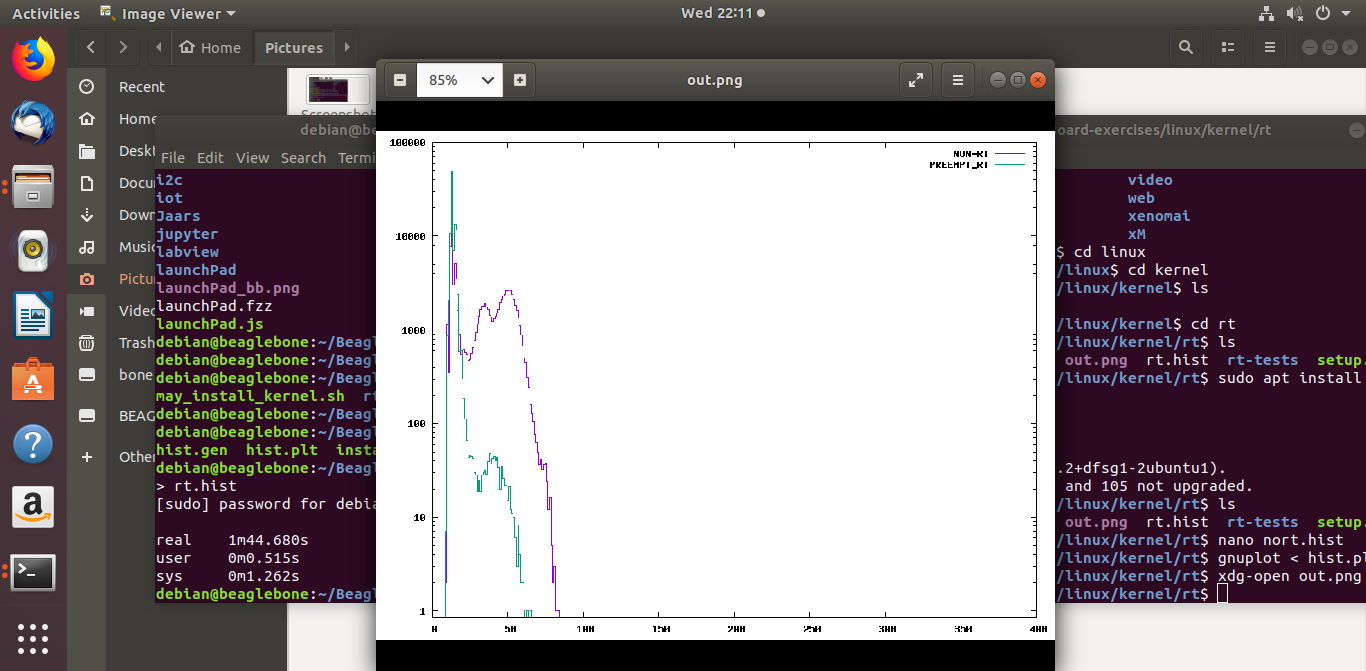 Activities Image Viewer Wed 22:11
Home Pictures
Recent
Home
Desk
Docu
Down
Music
Pictu
Video
Trash
bone
BEAG
Other
Screenshot
debian@be
File Edit View Search Termi
i2c
iot
Jaars
jupyter
labview
launchPad
launchPad_bb.png
launchPad.fzz
launchPad.js
debian@beaglebone:~/Beagl
debian@beaglebone:~/Beagl
debian@beaglebone:~/Beagl
may_install_kernel.sh rt
debian@beaglebone:~/Beagl
debian@beaglebone:~/Beagl
hist.gen hist.plt insta
debian@beaglebone:~/Beagl
> rt.hist
[sudo] password for debia
real 1m44.680s
user 0m0.515s
sys 0m1.262s
debian@beaglebone:~/Beagl
85% out.png
NON-RT
PREEMPT_RT
100000
10000
1000
100
10
1
0 50 100 150 200 250 300 350 400
oard-exercises/linux/kernel/rt
video
web
xenomai
xM
$ cd linux
/linux$ cd kernel
/linux/kernel$ ls
/linux/kernel$ cd rt
/linux/kernel/rt$ ls
out.png rt.hist rt-tests setup.
/linux/kernel/rt$ sudo apt install
.2+dfsg1-2ubuntu1).
and 105 not upgraded.
/linux/kernel/rt$ ls
out.png rt.hist rt-tests setup.
/linux/kernel/rt$ nano nort.hist
/linux/kernel/rt$ gnuplot < hist.pl
/linux/kernel/rt$ xdg-open out.png
/linux/kernel/rt$